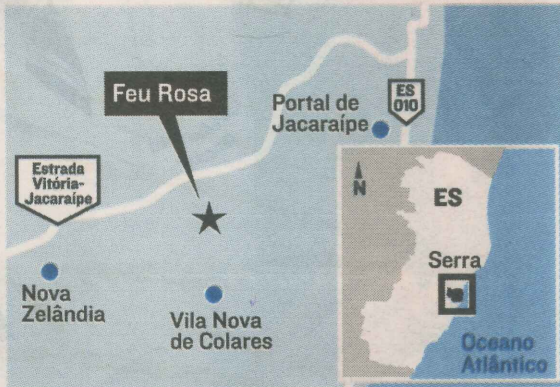 Feu Rosa
Portal de
Jacaraípe
ES
010
Estrada
Vitória-
Jacaraípe
Nova
Zelândia
Vila Nova
de Colares
N
ES
Serra
Oceano
Atlântico